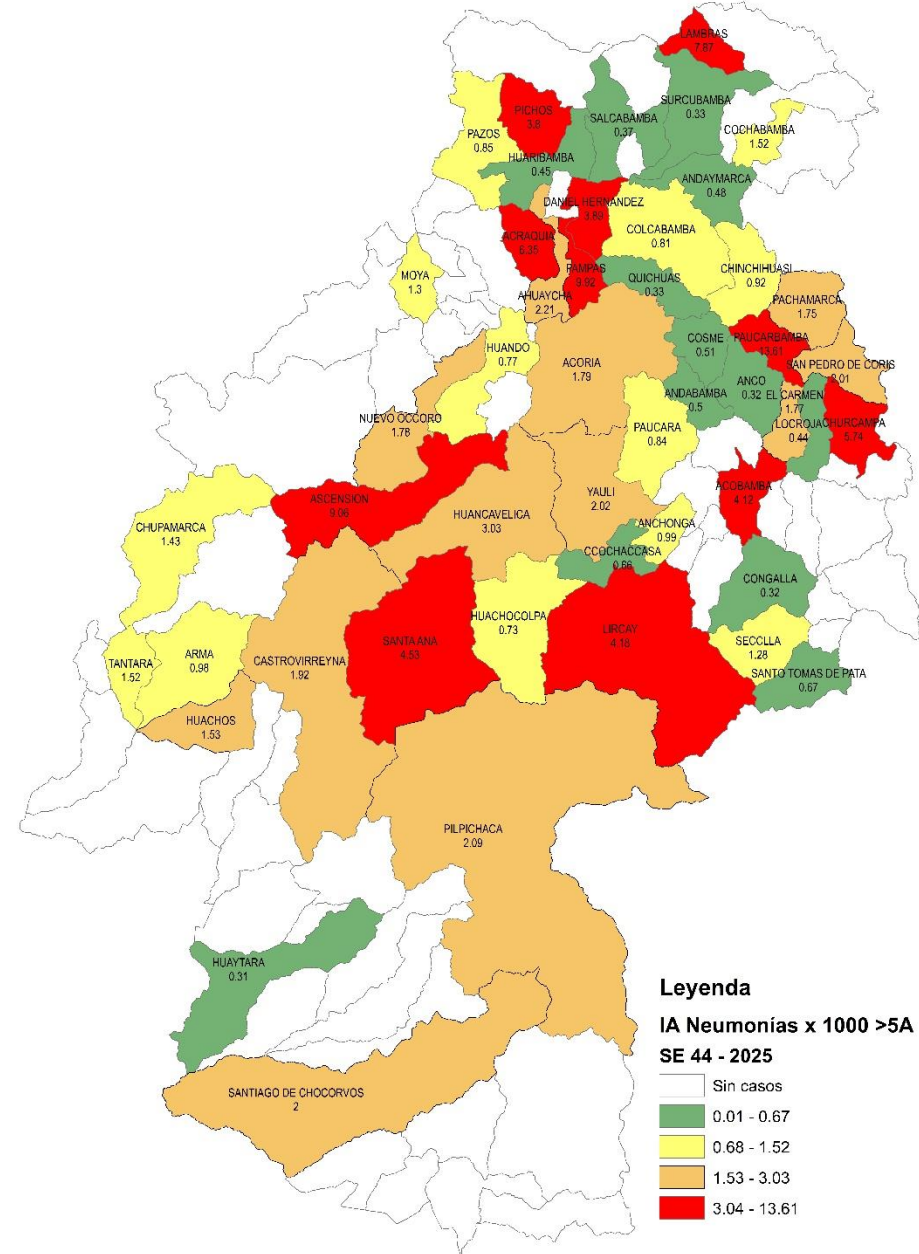 LAMBRAS
7.87
PICHOS
3.8
SALCABAMBA
0.37
SURCUBAMBA
0.33
PAZOS
0.85
COCHABAMBA
1.52
HUARIBAMBA
0.45
ANDAYMARCA
0.48
DANIEL HERNANDEZ
3.89
COLCABAMBA
0.81
ACRAQUIA
6.35
PAMPAS
8.92
MOYA
1.3
QUICHUAS
0.33
CHINCHIHUASI
0.92
AHUAYCHA
2.21
PACHAMARCA
1.75
HUANDO
0.77
COSME
0.51
PAUCARBAMBA
13.61
ACORIA
1.79
SAN PEDRO DE CORIS
2.01
ANCO
0.32
ANDABAMBA
0.5
EL CARMEN
1.77
NUEVO OCCORO
1.78
PAUCARA
0.84
LOCROJA
0.44
CHURCAMPA
5.74
ASCENSION
9.06
YAULI
2.02
ACOBAMBA
4.12
HUANCAVELICA
3.03
CHUPAMARCA
1.43
ANCHONGA
0.99
CCOCHACCASA
0.66
CONGALLA
0.32
HUACHOCOLPA
0.73
SANTA ANA
4.53
LIRCAY
4.18
SECCLLA
1.28
ARMA
0.98
TANTARA
1.52
CASTROVIRREYNA
1.92
SANTO TOMAS DE PATA
0.67
HUACHOS
1.53
PILPICHACA
2.09
HUAYTARA
0.31
SANTIAGO DE CHOCORVOS
2
Leyenda
IA Neumonías x 1000 >5A
SE 44 - 2025
Sin casos
0.01 - 0.67
0.68 - 1.52
1.53 - 3.03
3.04 - 13.61